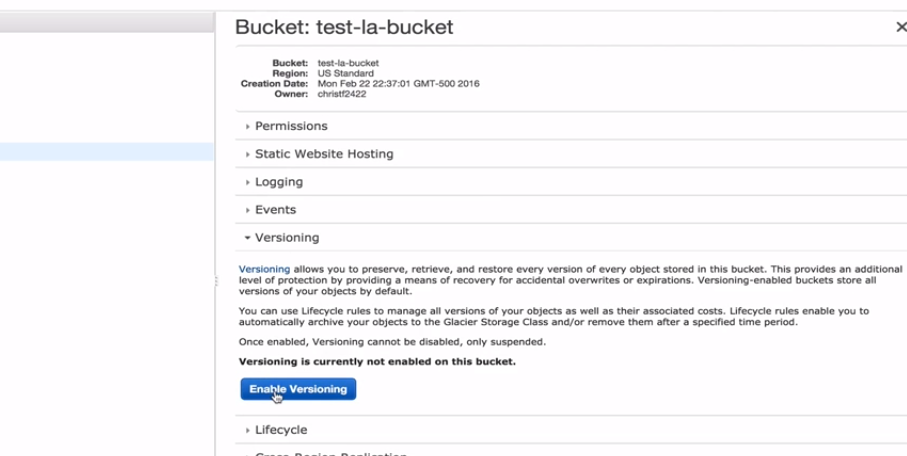 Bucket: test-la-bucket
Bucket: test-la-bucket
Region: US Standard
Creation Date: Mon Feb 22 22:37:01 GMT-500 2016
Owner: christf2422
Permissions
Static Website Hosting
Logging
Events
Versioning
Versioning allows you to preserve, retrieve, and restore every version of every object stored in this bucket. This provides an additional
level of protection by providing a means of recovery for accidental overwrites or expirations. Versioning-enabled buckets store all
versions of your objects by default.
You can use Lifecycle rules to manage all versions of your objects as well as their associated costs. Lifecycle rules enable you to
automatically archive your objects to the Glacier Storage Class and/or remove them after a specified time period.
Once enabled, Versioning cannot be disabled, only suspended.
Versioning is currently not enabled on this bucket.
Enable Versioning
Lifecycle
Cross-Region Replication